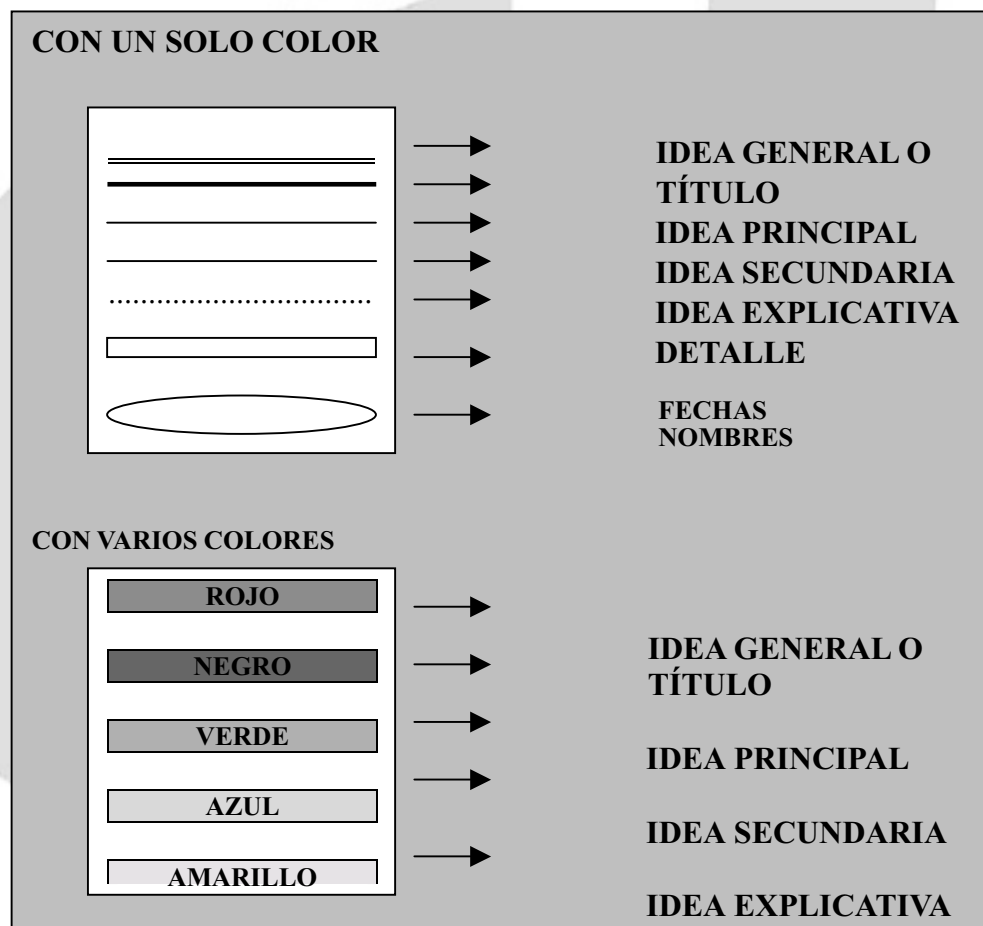 CON UN SOLO COLOR
IDEA GENERAL O
TÍTULO
IDEA PRINCIPAL
IDEA SECUNDARIA
IDEA EXPLICATIVA
DETALLE
FECHAS
NOMBRES
CON VARIOS COLORES
ROJO
NEGRO
VERDE
AZUL
AMARILLO
IDEA GENERAL O
TÍTULO
IDEA PRINCIPAL
IDEA SECUNDARIA
IDEA EXPLICATIVA